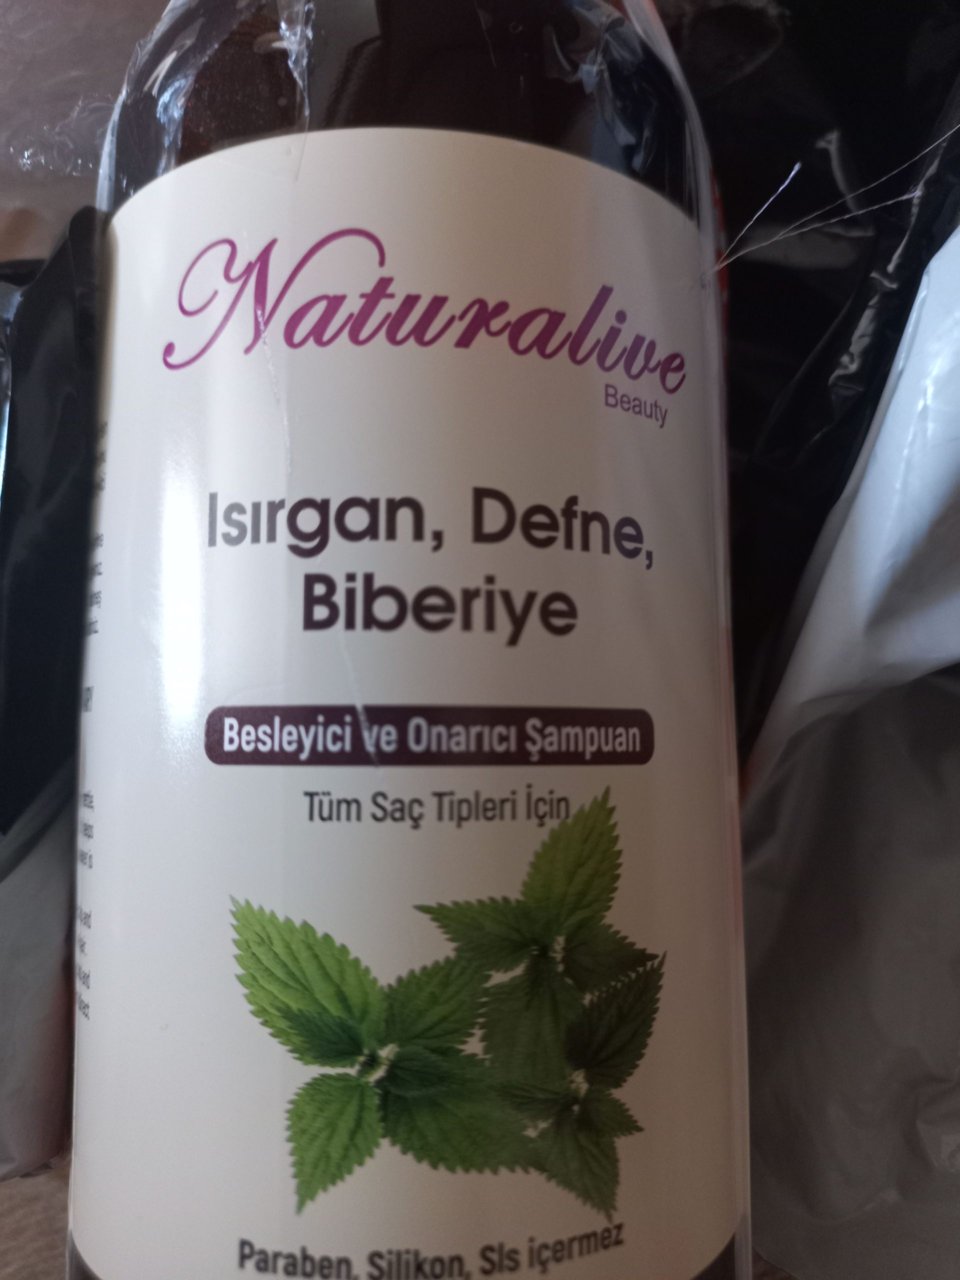 Naturalive
Beauty
Isırgan, Defne,
Biberiye
Besleyici ve Onarıcı Şampuan
Tüm Saç Tipleri İçin
Paraben, Silikon, Sls içermez